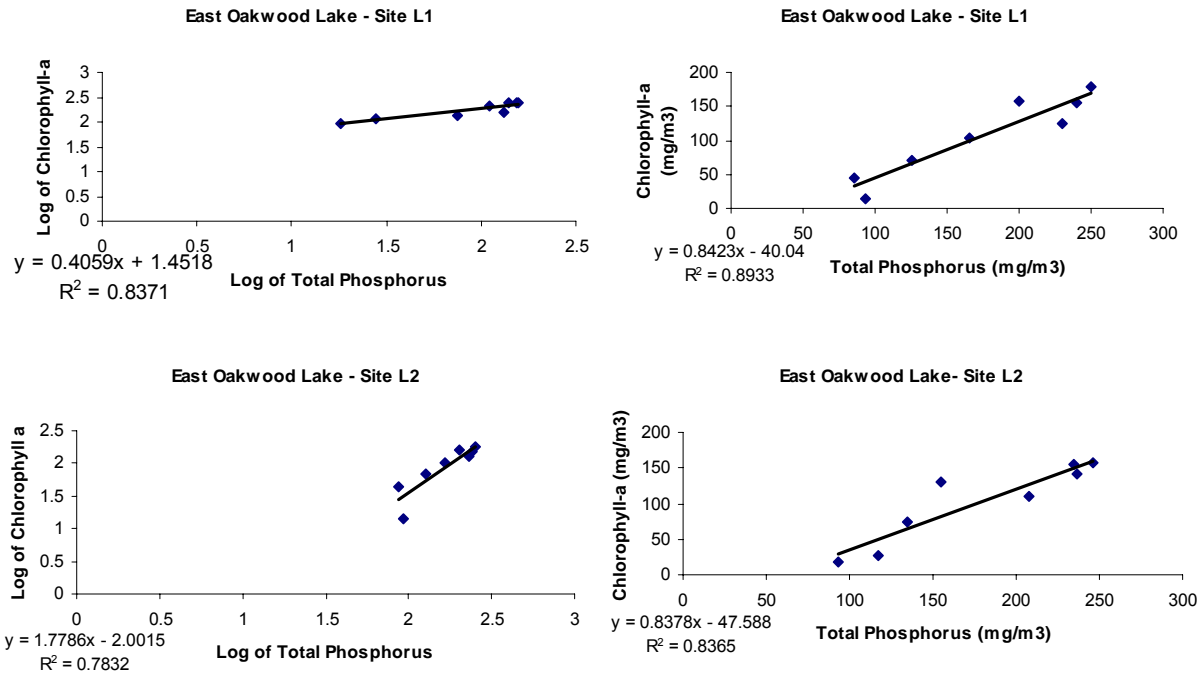 East Oakwood Lake - Site L1
Log of Chlorophyll-a
3
2.5
2
1.5
1
0.5
0
0 0.5 1 1.5 2 2.5
y = 0.4059x + 1.4518
R² = 0.8371
Log of Total Phosphorus
East Oakwood Lake - Site L1
Chlorophyll-a
(mg/m3)
200
150
100
50
0
0 50 100 150 200 250 300
y = 0.8423x - 40.04
R² = 0.8933
Total Phosphorus (mg/m3)
East Oakwood Lake - Site L2
Log of Chlorophyll a
2.5
2
1.5
1
0.5
0
0 0.5 1 1.5 2 2.5 3
y = 1.7786x - 2.0015
R² = 0.7832
Log of Total Phosphorus
East Oakwood Lake- Site L2
Chlorophyll-a (mg/m3)
200
150
100
50
0
0 50 100 150 200 250 300
y = 0.8378x - 47.588
R² = 0.8365
Total Phosphorus (mg/m3)